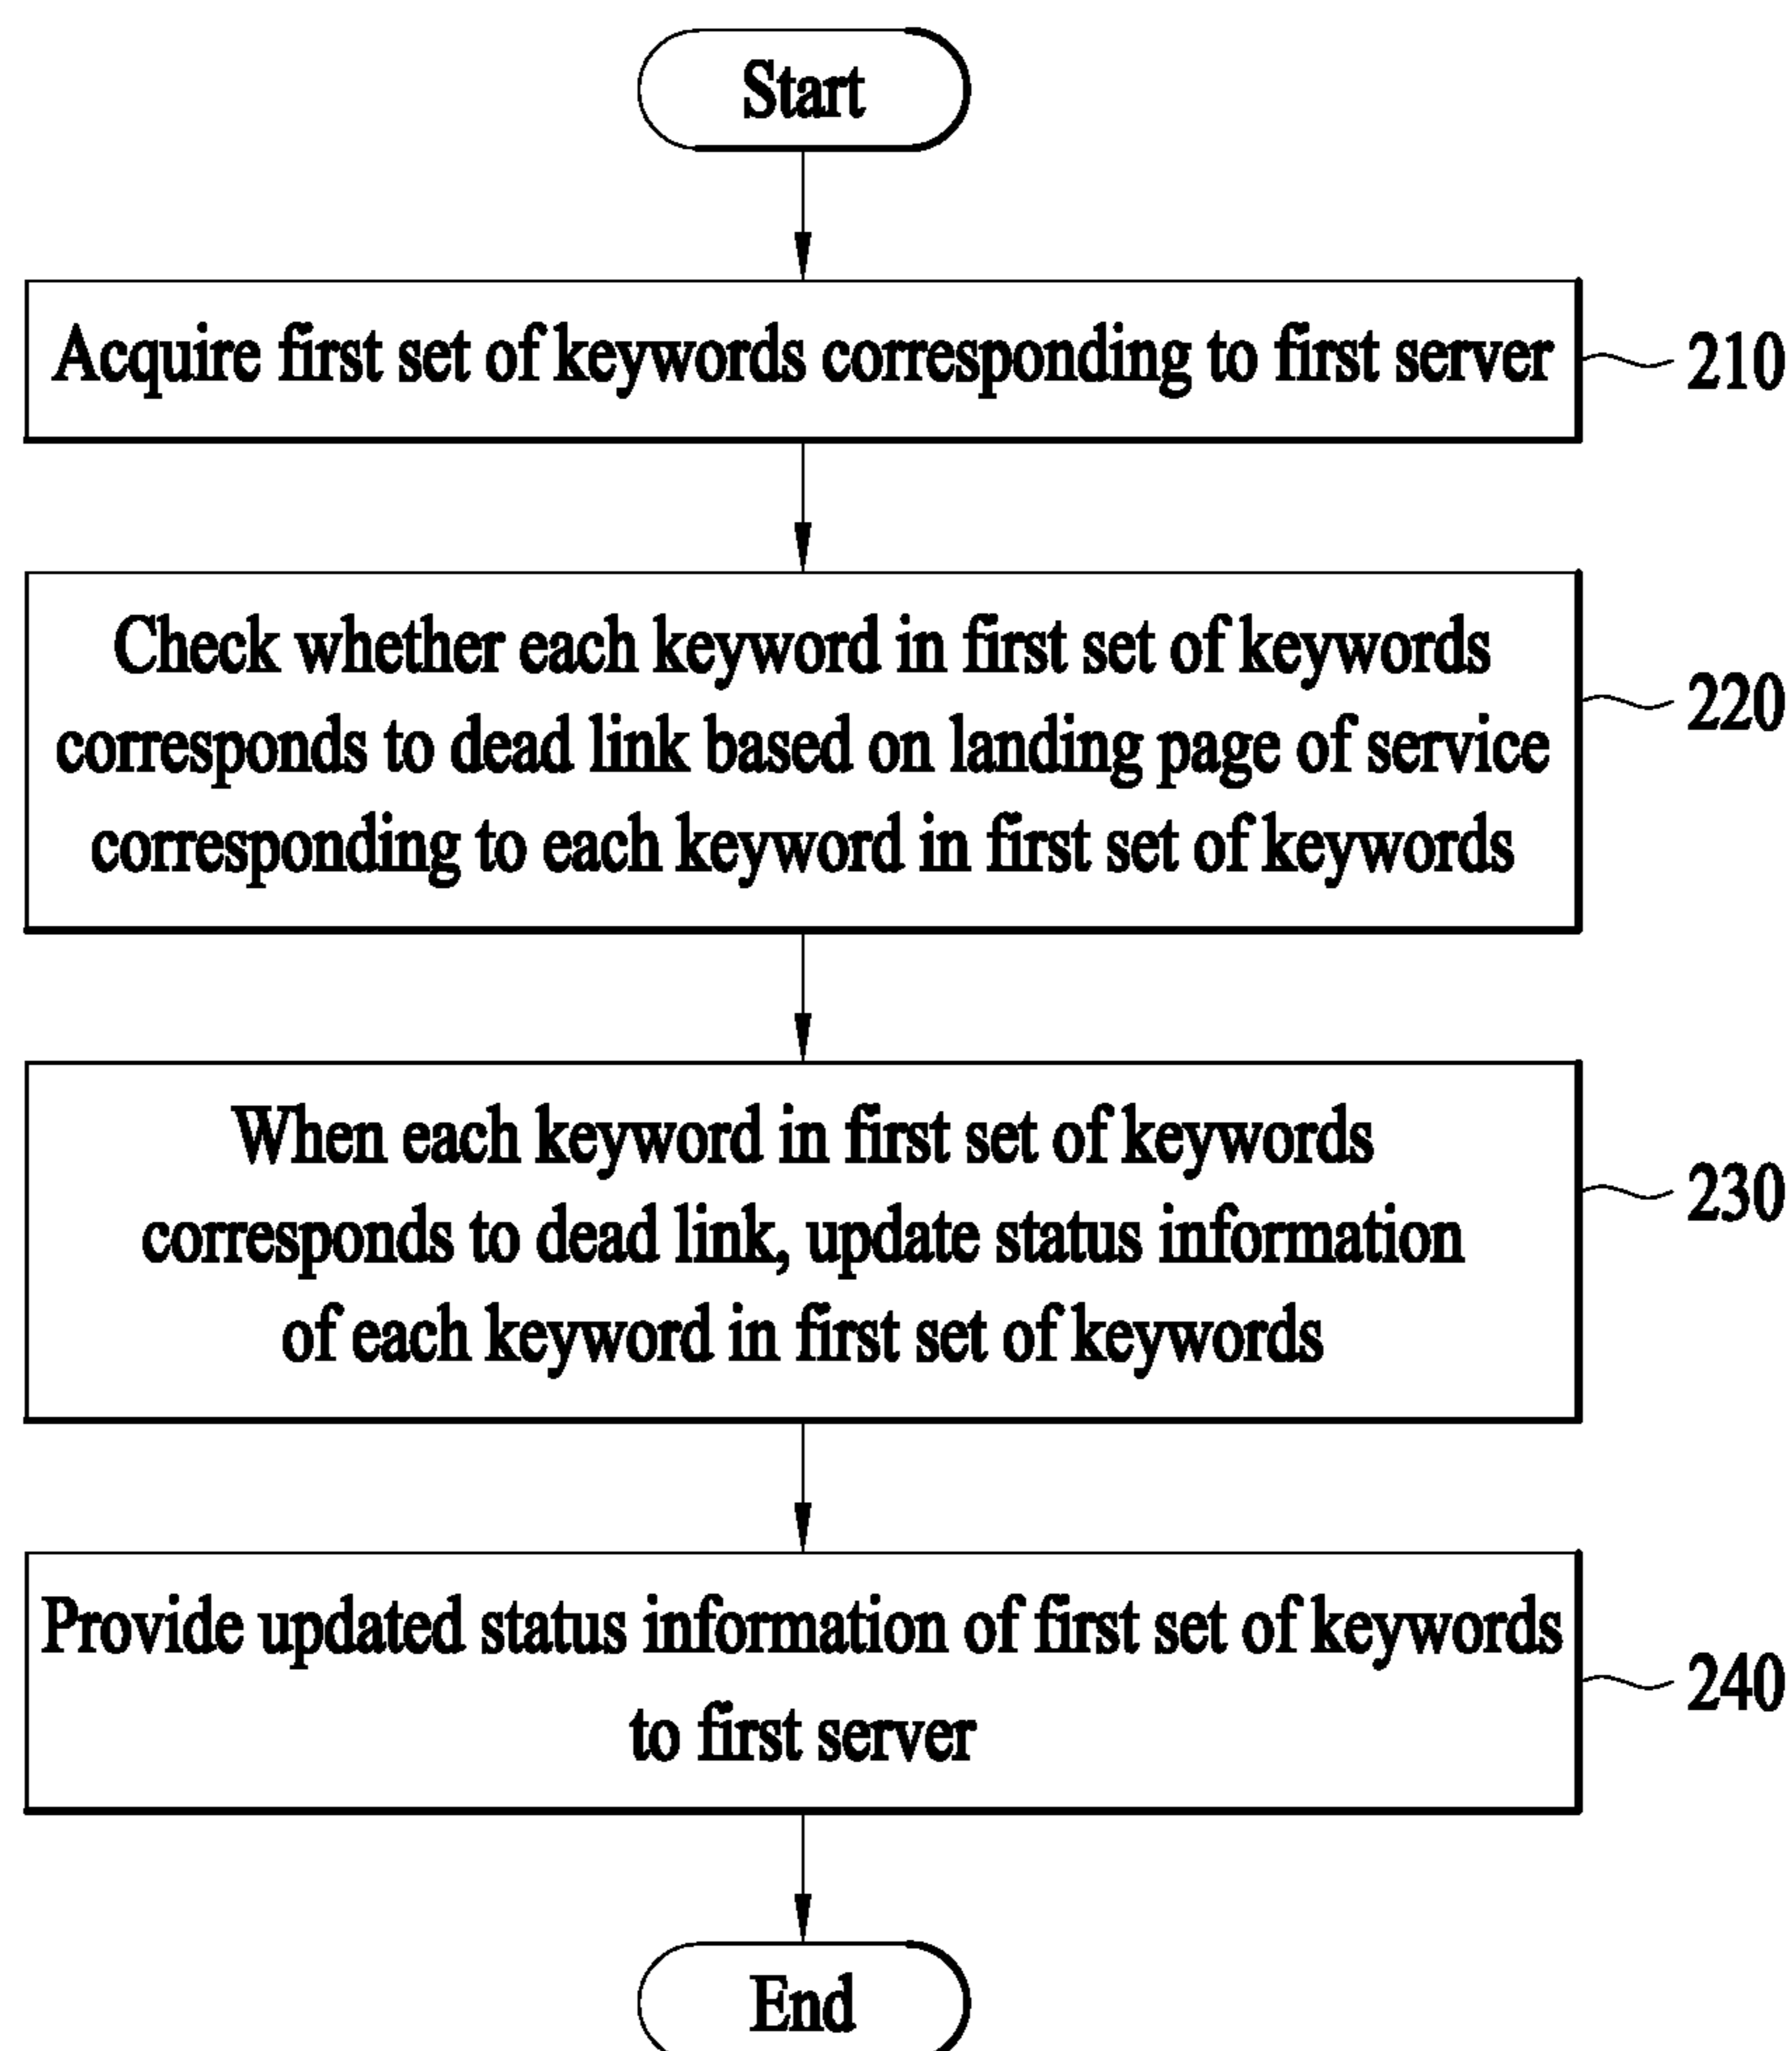 Start
Acquire first set of keywords corresponding to first server
210
Check whether each keyword in first set of keywords
corresponds to dead link based on landing page of service
corresponding to each keyword in first set of keywords
220
When each keyword in first set of keywords
corresponds to dead link, update status information
of each keyword in first set of keywords
230
Provide updated status information of first set of keywords
to first server
240
End